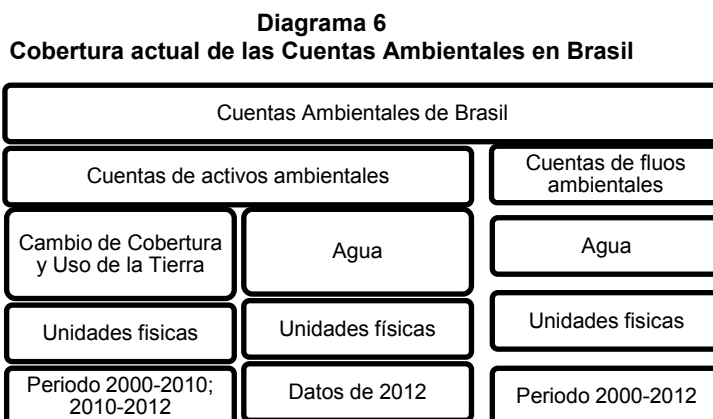 Diagrama 6
Cobertura actual de las Cuentas Ambientales en Brasil
Cuentas Ambientales de Brasil
Cuentas de activos ambientales
Cuentas de fluos
ambientales
Cambio de Cobertura
y Uso de la Tierra
Agua
Agua
Unidades fisicas
Unidades físicas
Unidades fisicas
Periodo 2000-2010;
2010-2012
Datos de 2012
Periodo 2000-2012